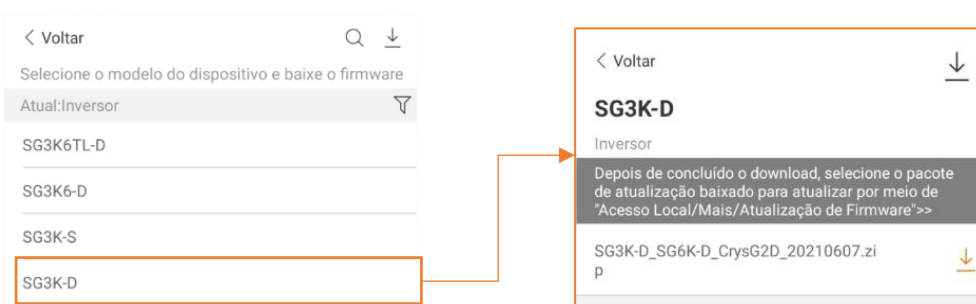 Voltar
Selecione o modelo do dispositivo e baixe o firmware
Atual:Inversor
SG3K6TL-D
SG3K6-D
SG3K-S
SG3K-D
Voltar
SG3K-D
Inversor
Depois de concluído o download, selecione o pacote
de atualização baixado para atualizar por meio de
"Acesso Local/Mais/Atualização de Firmware">>
SG3K-D_SG6K-D_CrysG2D_20210607.zi
p